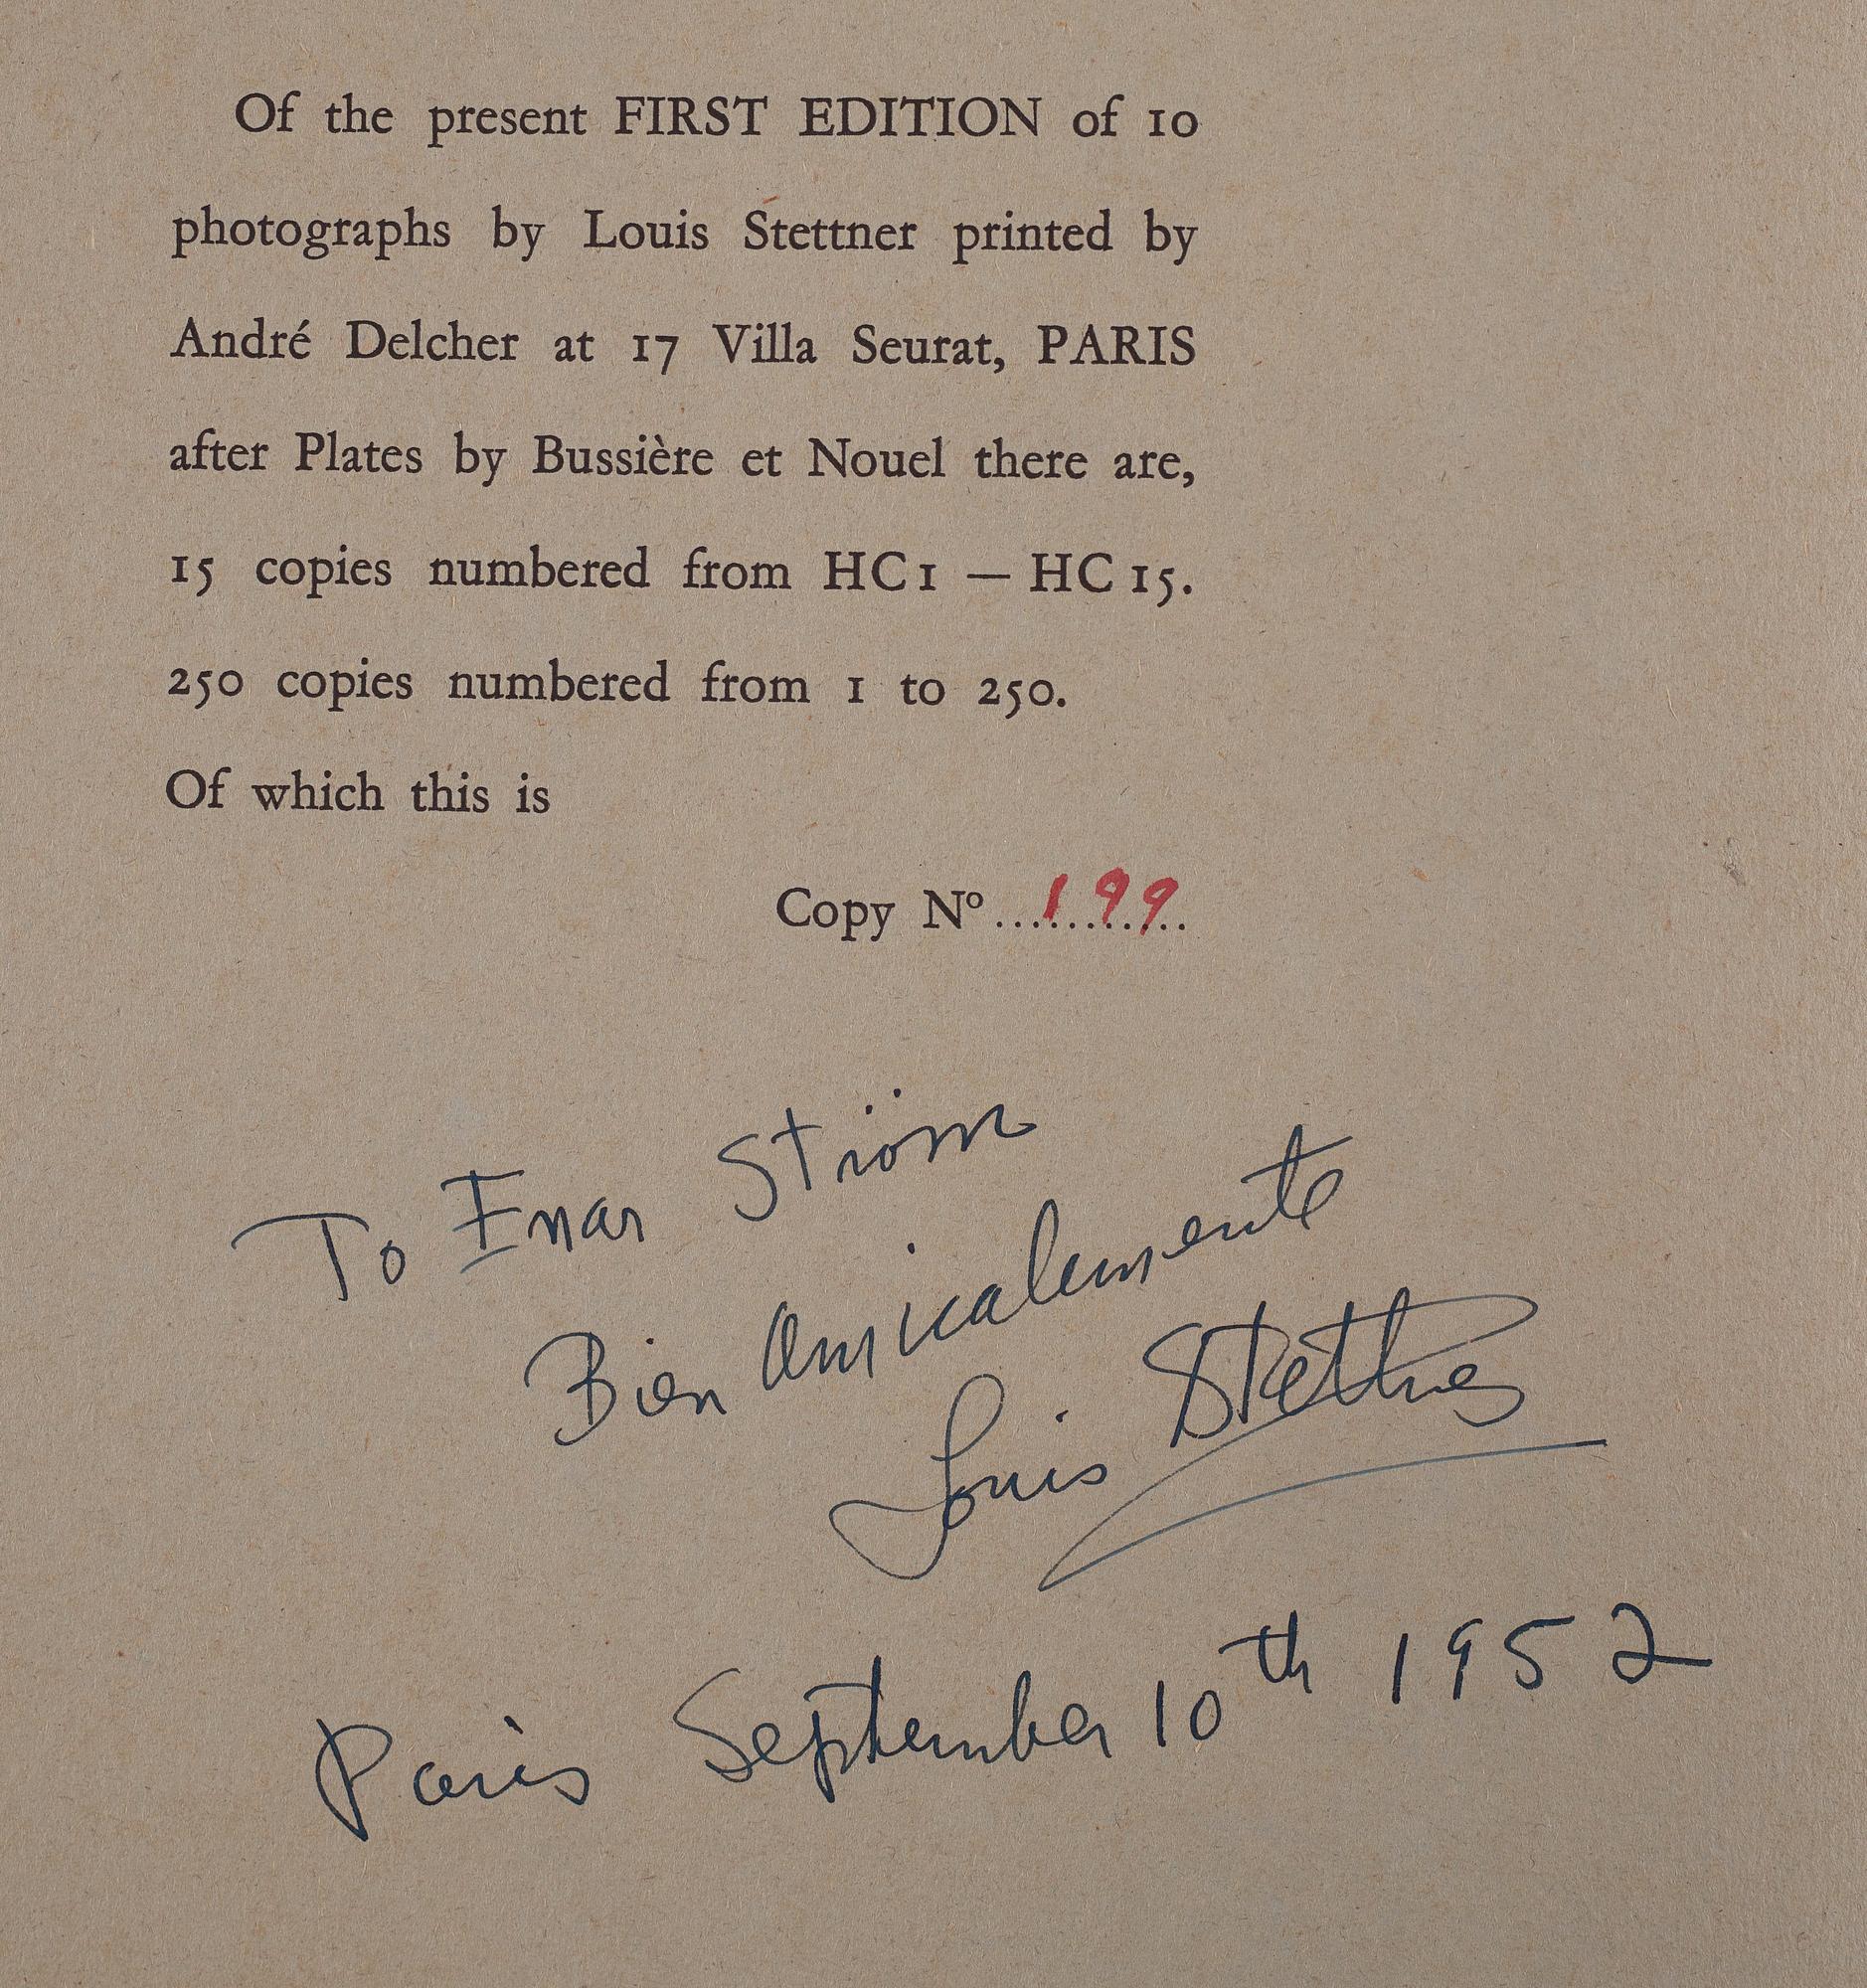 Of the present FIRST EDITION of 10
photographs by Louis Stettner printed by
André Delcher at 17 Villa Seurat, PARIS
after Plates by Bussière et Nouel there are,
15 copies numbered from HC1 — HC 15.
250 copies numbered from 1 to 250.
Of which this is
Copy Nº...199...
To Enar Ström
Bien Amicalemente
Louis Stettner
Paris September 10th 1952